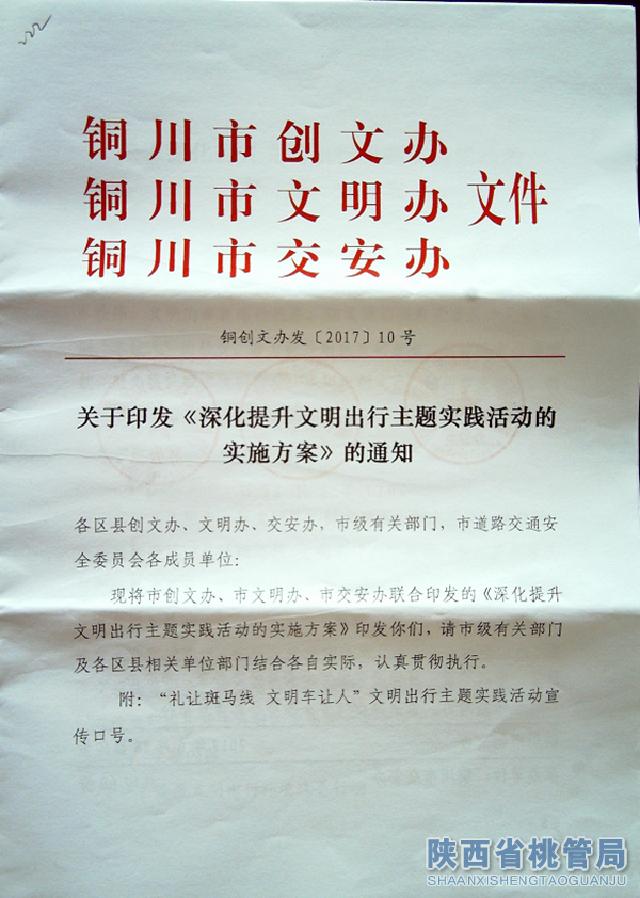 铜川市创文办
铜川市文明办 文件
铜川市交安办
铜创文办发〔2017〕10号
关于印发《深化提升文明出行主题实践活动的
实施方案》的通知
各区县创文办、文明办、交安办，市级有关部门，市道路交通安
全委员会各成员单位：
现将市创文办、市文明办、市交安办联合印发的《深化提升
文明出行主题实践活动的实施方案》印发你们，请市级有关部门
及各区县相关单位部门结合各自实际，认真贯彻执行。
附：“礼让斑马线 文明车让人”文明出行主题实践活动宣
传口号。
陕西省桃管局
SHAANXISHENGTAOGUANJU